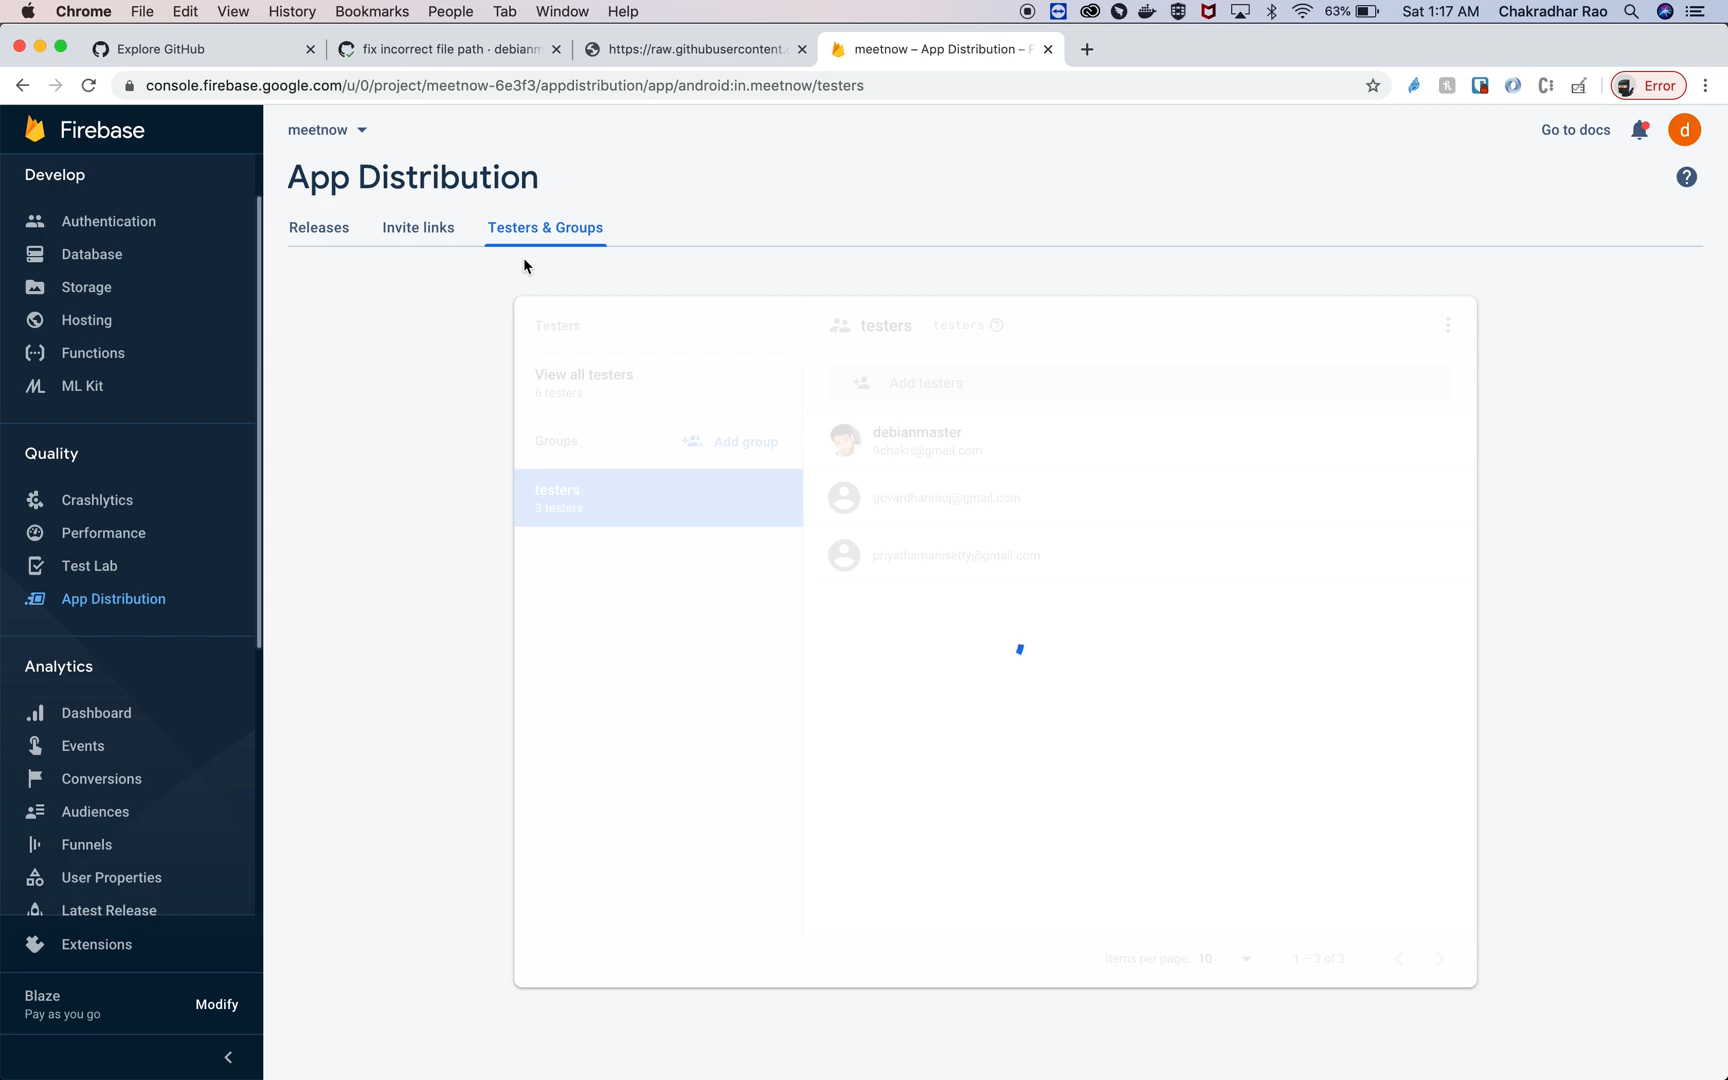 Chrome File Edit View History Bookmarks People Tab Window Help 63% Sat 1:17 AM Chakradhar Rao
Explore GitHub
fix incorrect file path · debianm
https://raw.githubusercontent.
meetnow – App Distribution – F
console.firebase.google.com/u/0/project/meetnow-6e3f3/appdistribution/app/android:in.meetnow/testers
Error
Firebase
Develop
Authentication
Database
Storage
Hosting
Functions
ML Kit
Quality
Crashlytics
Performance
Test Lab
App Distribution
Analytics
Dashboard
Events
Conversions
Audiences
Funnels
User Properties
Latest Release
Extensions
Blaze
Pay as you go
Modify
meetnow
Go to docs
d
App Distribution
?
Releases Invite links Testers & Groups
Testers
View all testers
6 testers
Groups
Add group
testers
3 testers
testers testers
Add testers
debianmaster
9chakri@gmail.com
govardhanraoj@gmail.com
priyathamanisetty@gmail.com
Items per page: 10 1 – 3 of 3